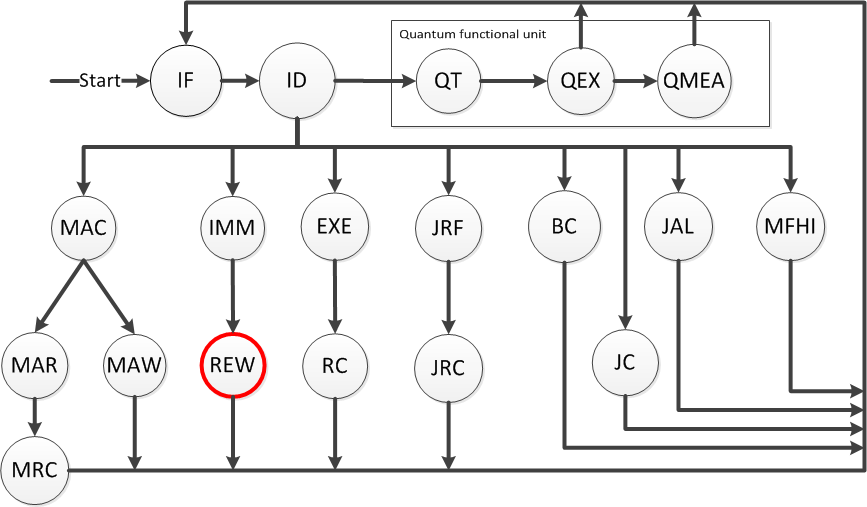 Quantum functional unit
Start
IF
ID
QT
QEX
QMEA
MAC
IMM
EXE
JRF
BC
JAL
MFHI
MAR
MAW
REW
RC
JRC
JC
MRC